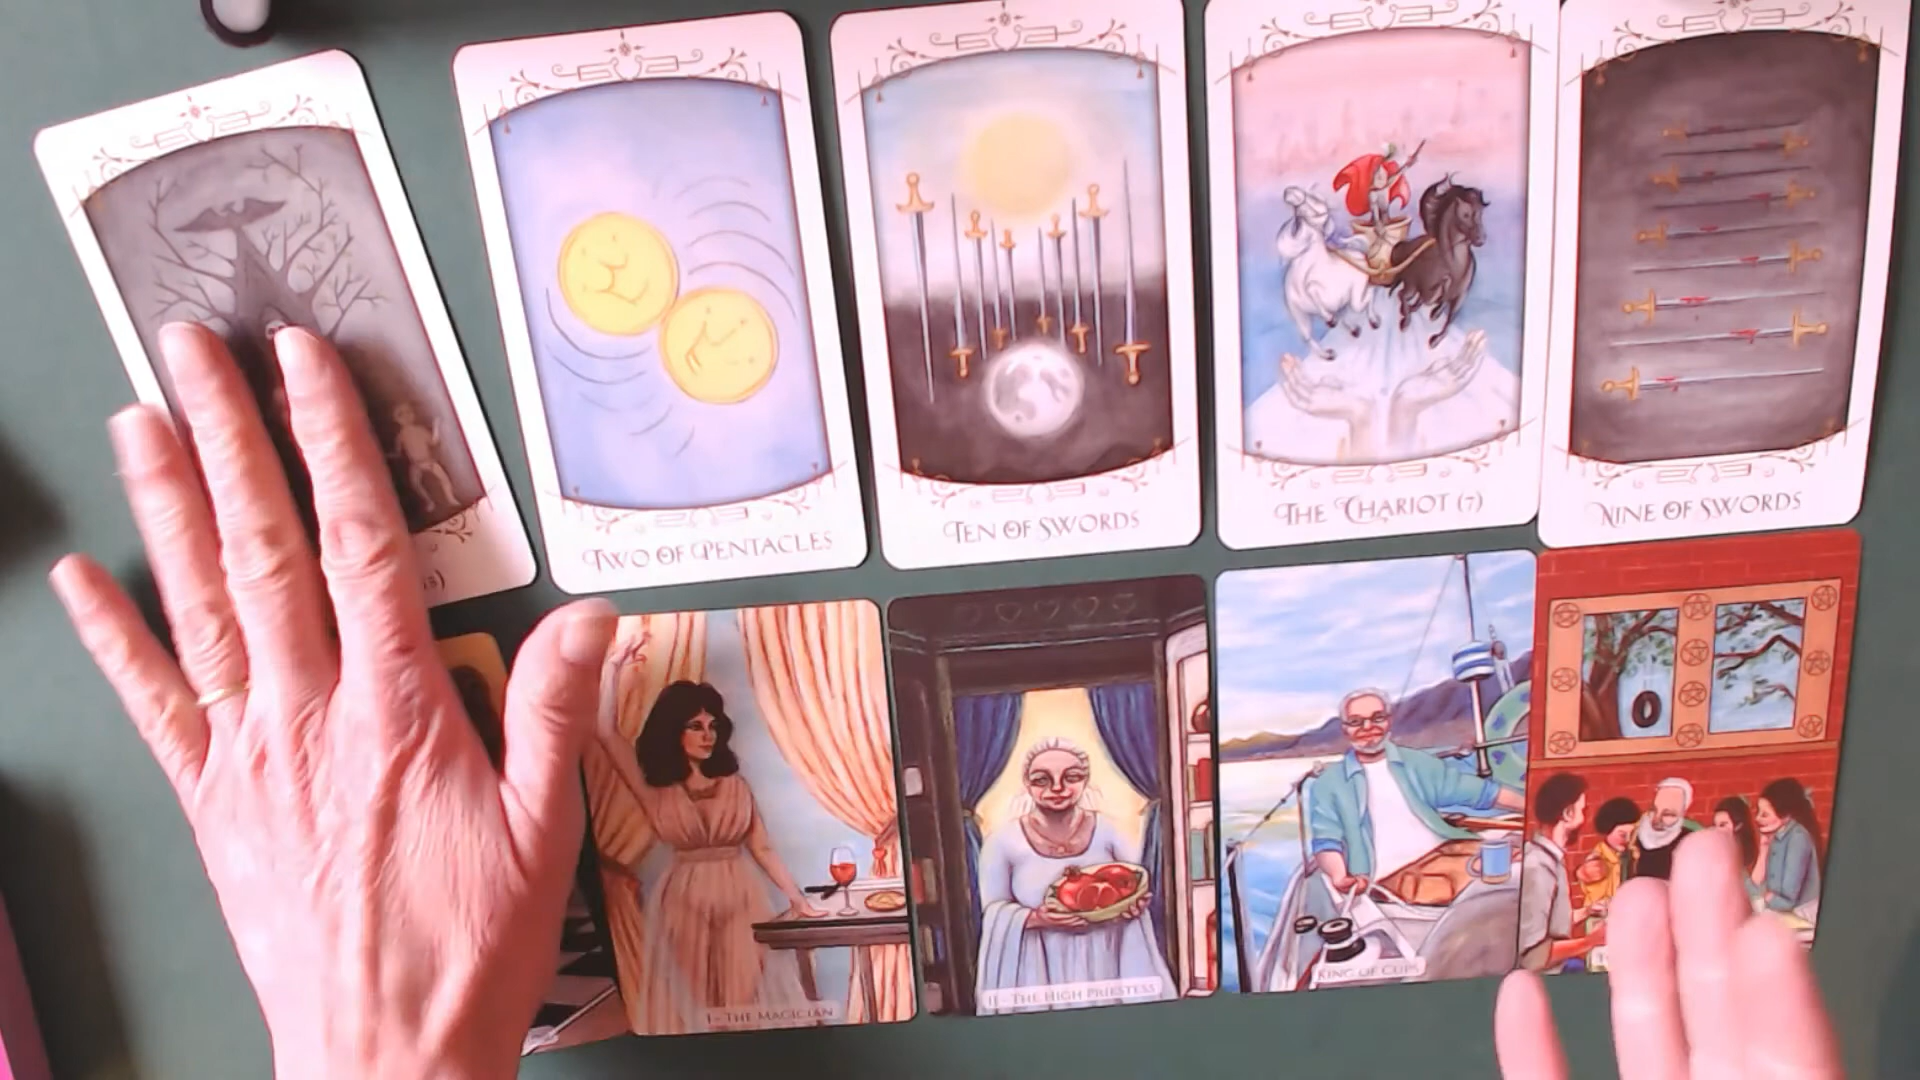 13)
TWO OF PENTACLES
TEN OF SWORDS
THE CHARIOT (7)
NINE OF SWORDS
I - THE MAGICIAN
II - THE HIGH PRIESTESS
KING OF CUPS